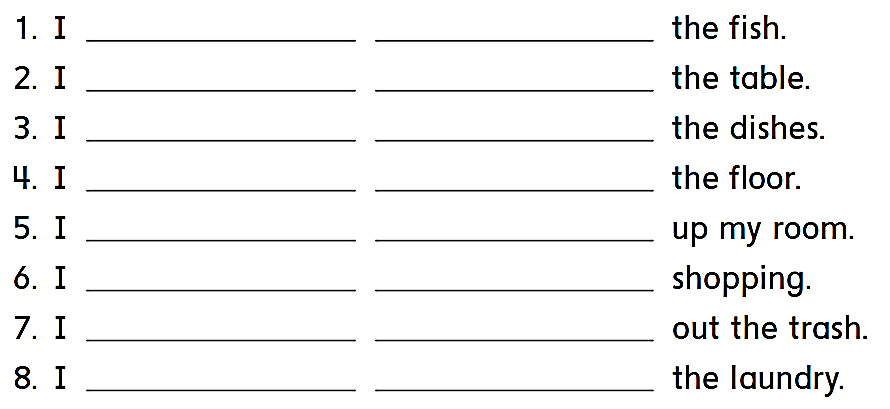 1. I ____________ ____________ the fish.
2. I ____________ ____________ the table.
3. I ____________ ____________ the dishes.
4. I ____________ ____________ the floor.
5. I ____________ ____________ up my room.
6. I ____________ ____________ shopping.
7. I ____________ ____________ out the trash.
8. I ____________ ____________ the laundry.